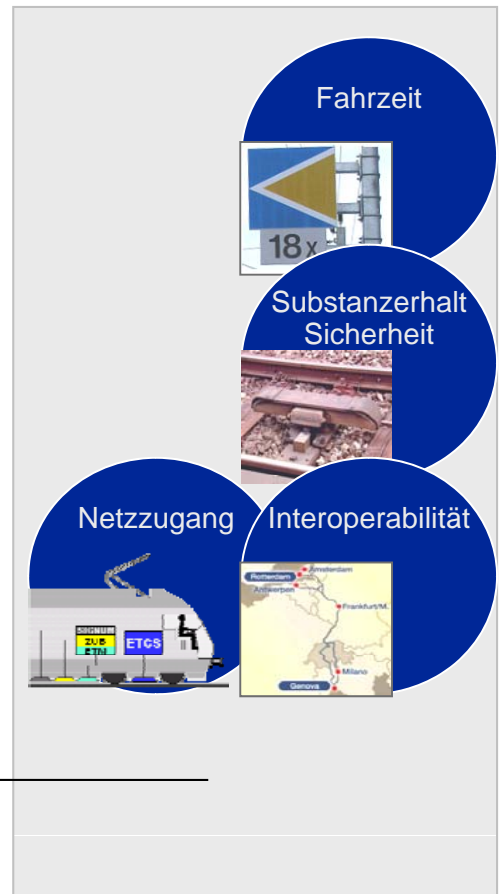 Fahrzeit
18x
Substanzerhalt
Sicherheit
Netzzugang
Interoperabilität
SIGNUM
ZUB
ETM
ETCS
Amsterdam
Rotterdam
Antwerpen
Frankfurt/M.
Milano
Genova